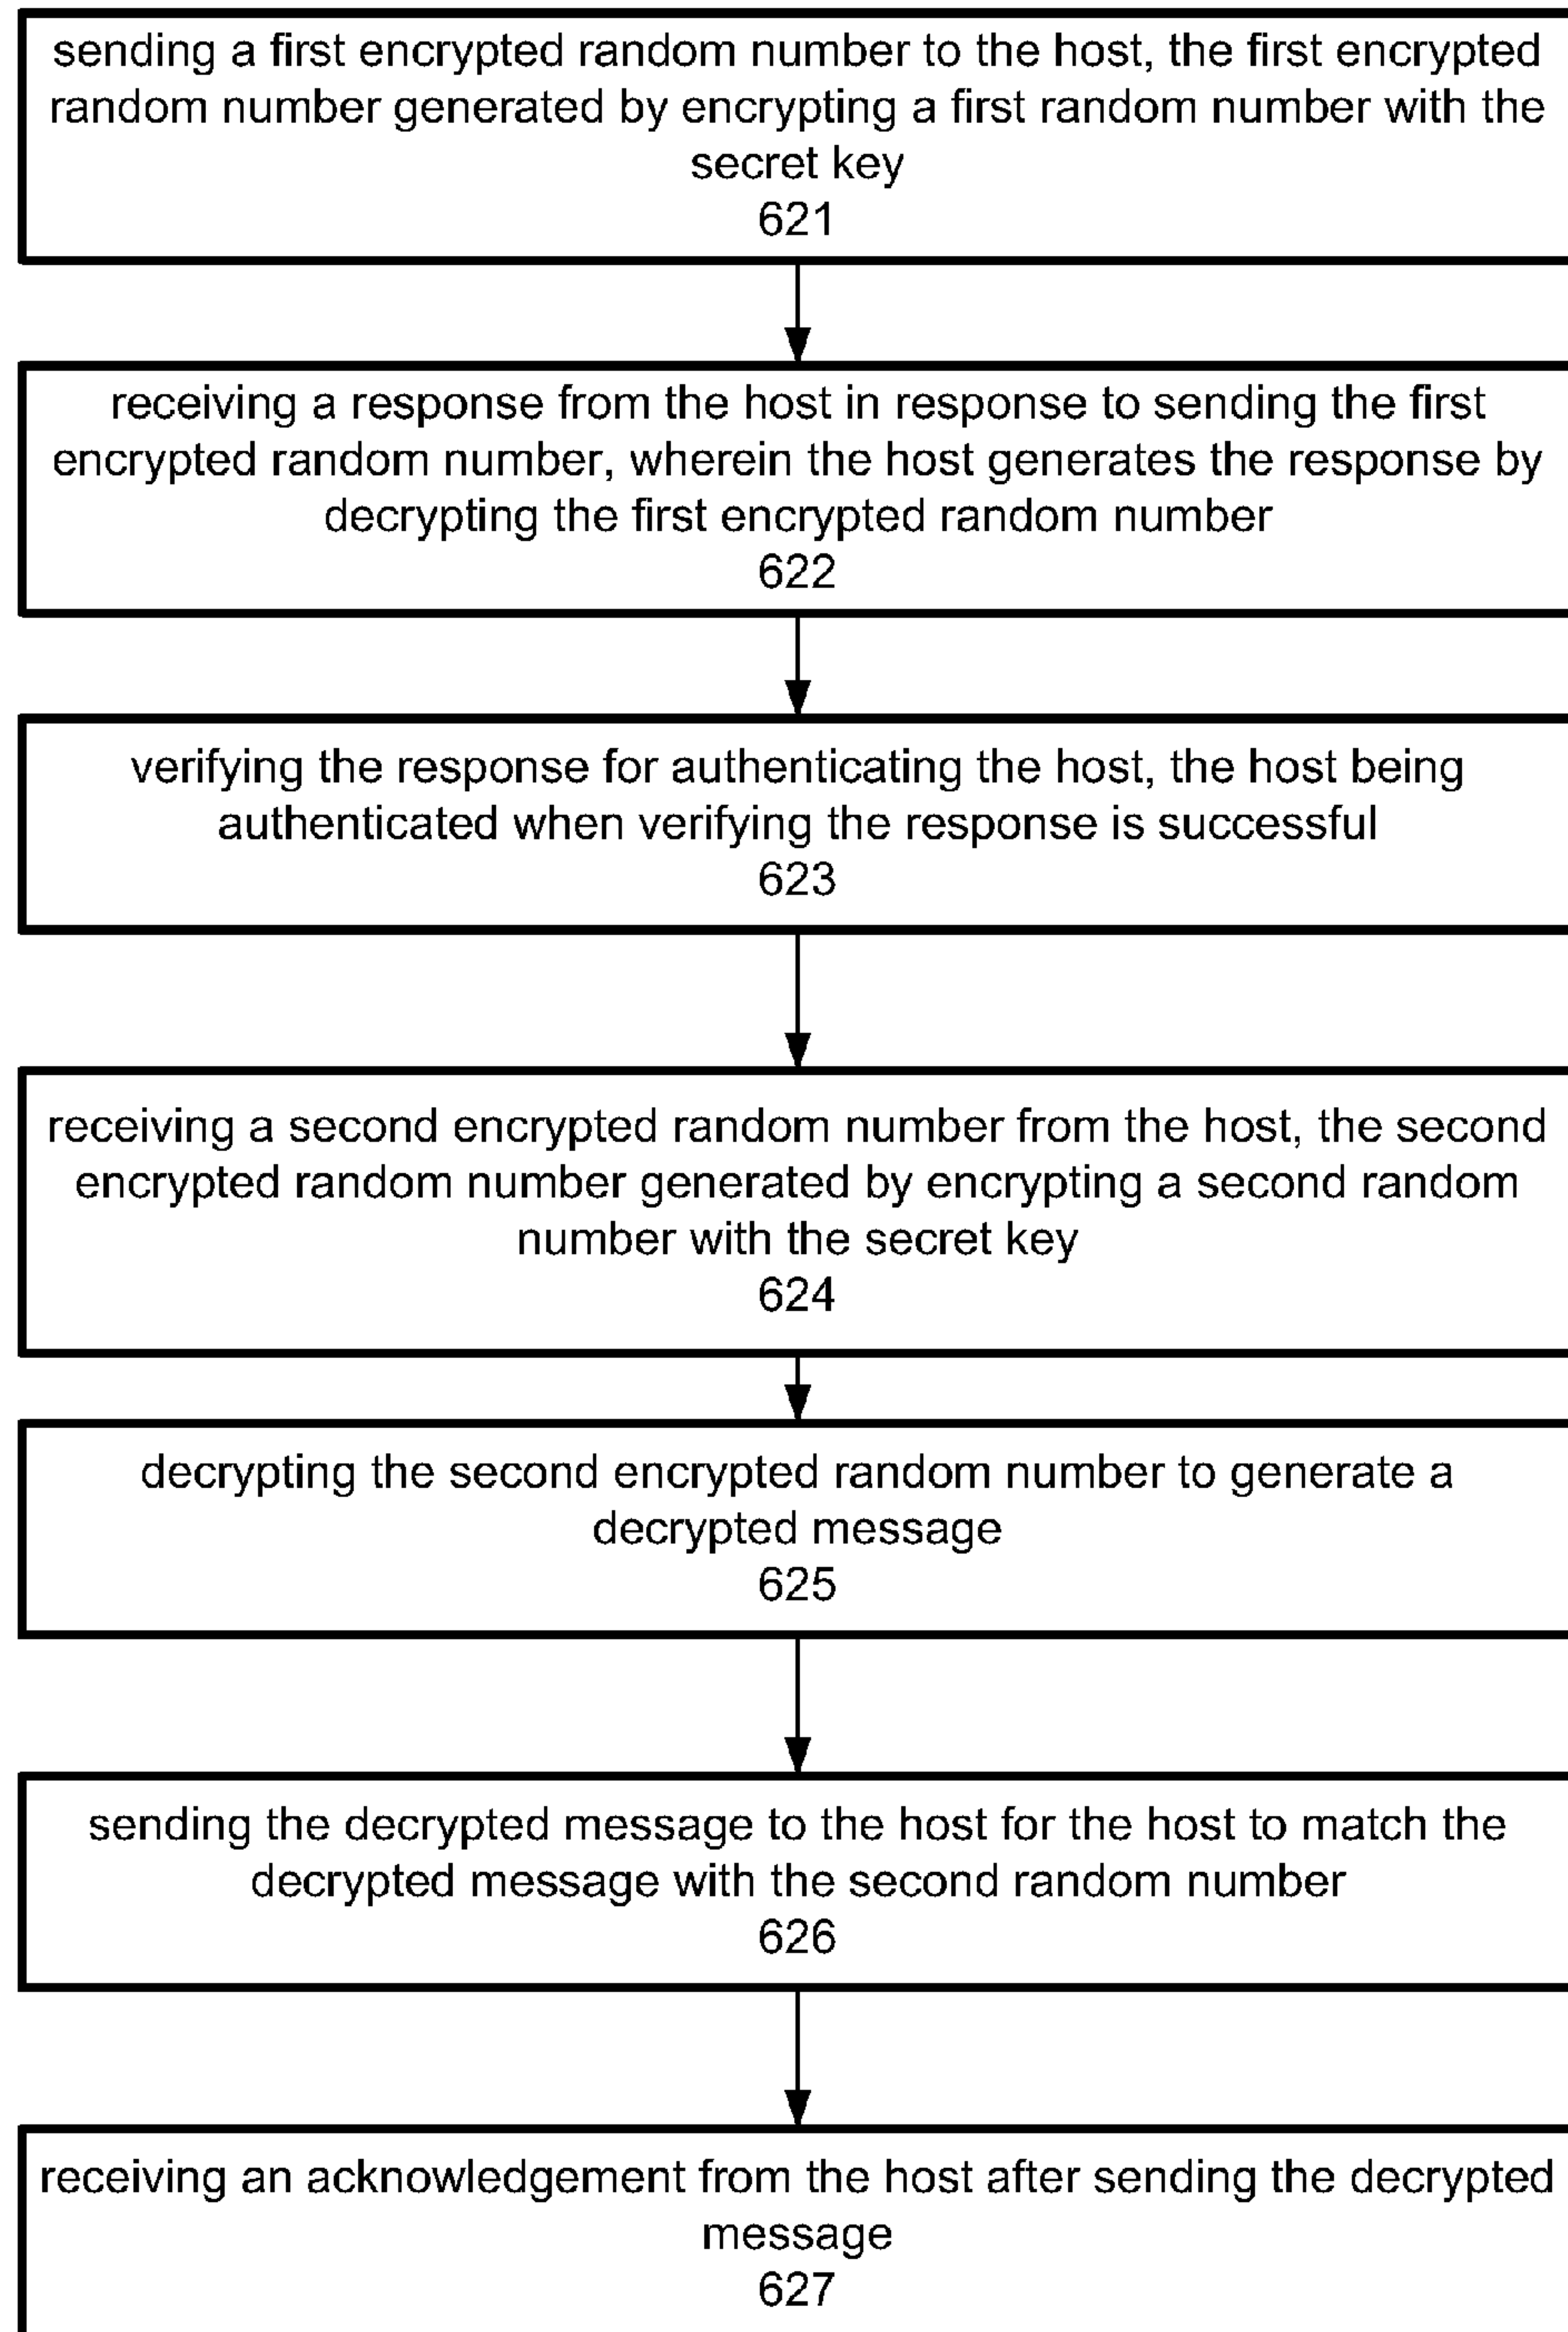 sending a first encrypted random number to the host, the first encrypted
random number generated by encrypting a first random number with the
secret key
621
receiving a response from the host in response to sending the first
encrypted random number, wherein the host generates the response by
decrypting the first encrypted random number
622
verifying the response for authenticating the host, the host being
authenticated when verifying the response is successful
623
receiving a second encrypted random number from the host, the second
encrypted random number generated by encrypting a second random
number with the secret key
624
decrypting the second encrypted random number to generate a
decrypted message
625
sending the decrypted message to the host for the host to match the
decrypted message with the second random number
626
receiving an acknowledgement from the host after sending the decrypted
message
627